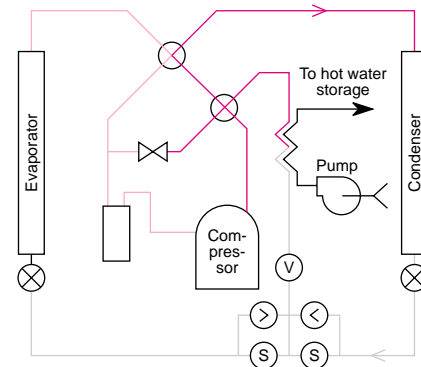 To hot water
storage
Evaporator
Condenser
Pump
Com-
pres-
sor
V
S
S